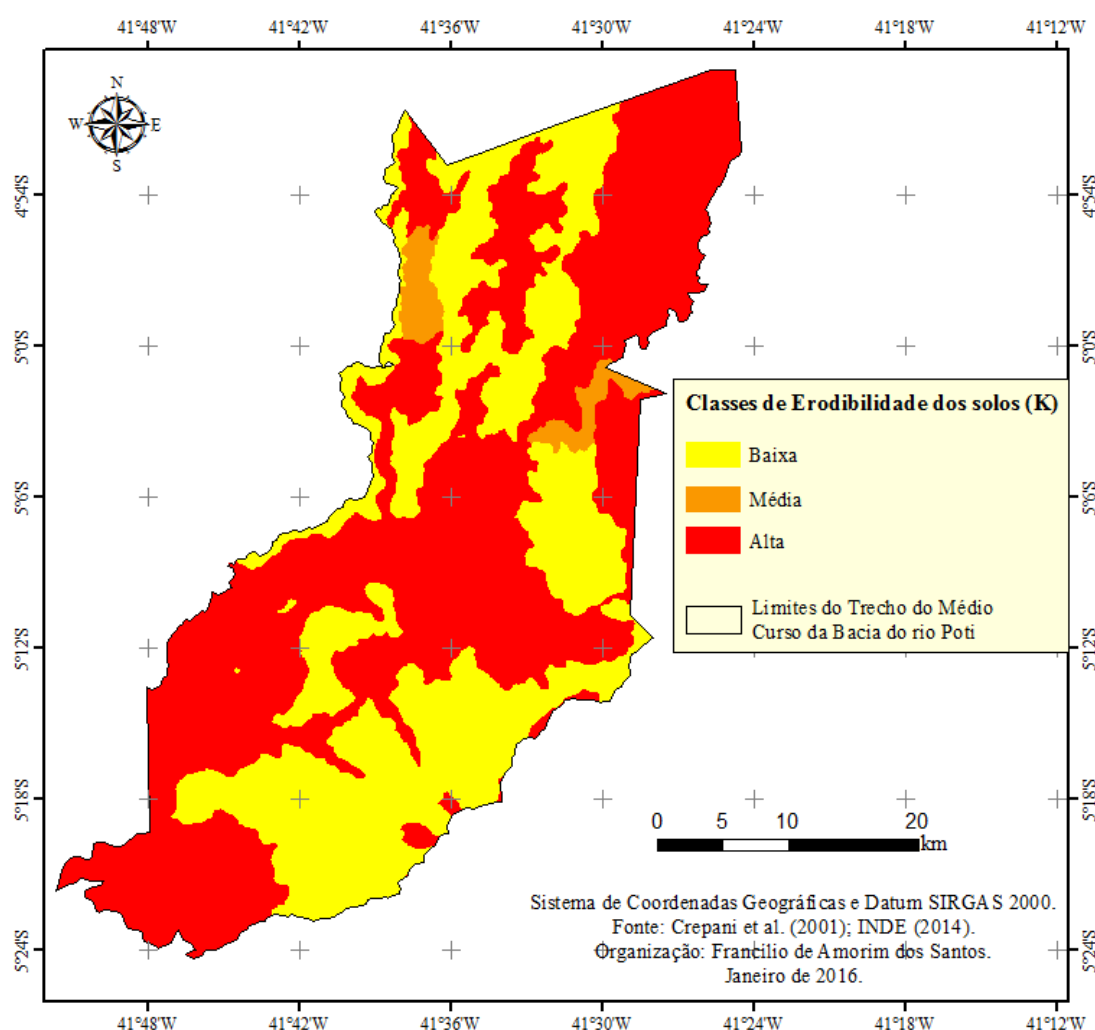 41°48'W 41°42'W 41°36'W 41°30'W 41°24'W 41°18'W 41°12'W
N
W E
S
4°54'S 4°54'S
5°0'S 5°0'S
Classes de Erodibilidade dos solos (K)
Baixa
Média
Alta
Limites do Trecho do Médio
Curso da Bacia do rio Poti
5°6'S 5°6'S
5°12'S 5°12'S
5°18'S 5°18'S
0 5 10 20
km
Sistema de Coordenadas Geográficas e Datum SIRGAS 2000.
Fonte: Crepani et al. (2001); INDE (2014).
Organização: Francílio de Amorim dos Santos.
Janeiro de 2016.
5°24'S 5°24'S
41°48'W 41°42'W 41°36'W 41°30'W 41°24'W 41°18'W 41°12'W